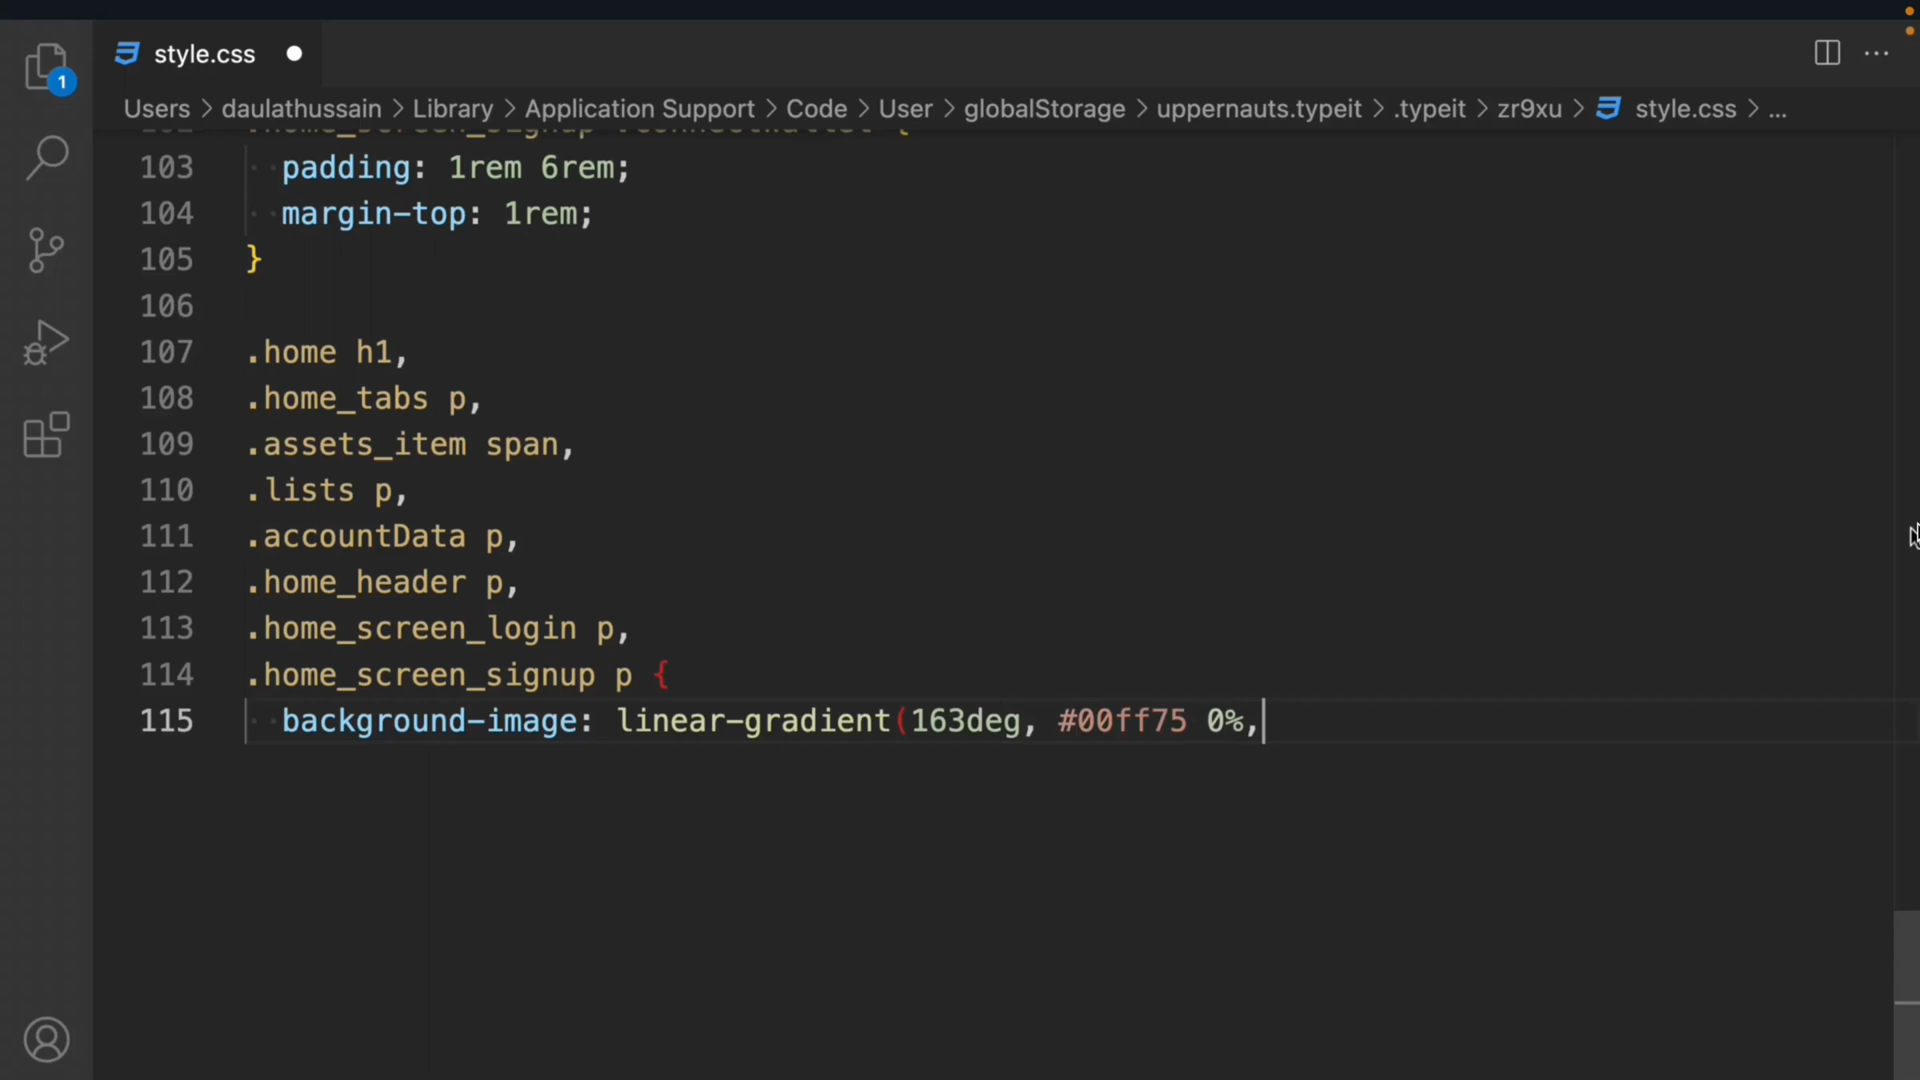 style.css
Users > daulathussain > Library > Application Support > Code > User > globalStorage > uppernauts.typeit > .typeit > zr9xu > style.css > ...
1
103 padding: 1rem 6rem;
104 margin-top: 1rem;
105 }
106
107 .home h1,
108 .home_tabs p,
109 .assets_item span,
110 .lists p,
111 .accountData p,
112 .home_header p,
113 .home_screen_login p,
114 .home_screen_signup p {
115 background-image: linear-gradient(163deg, #00ff75 0%,